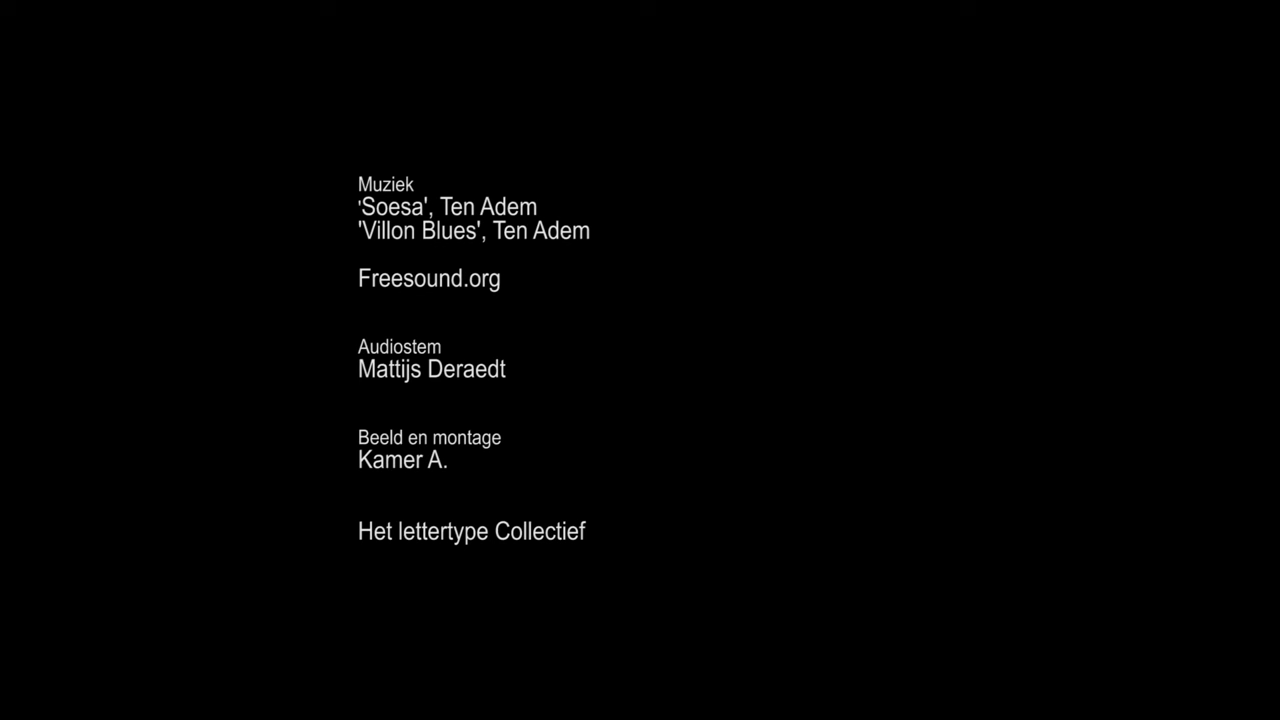 Muziek
'Soesa', Ten Adem
'Villon Blues', Ten Adem
Freesound.org
Audiostem
Mattijs Deraedt
Beeld en montage
Kamer A.
Het lettertype Collectief